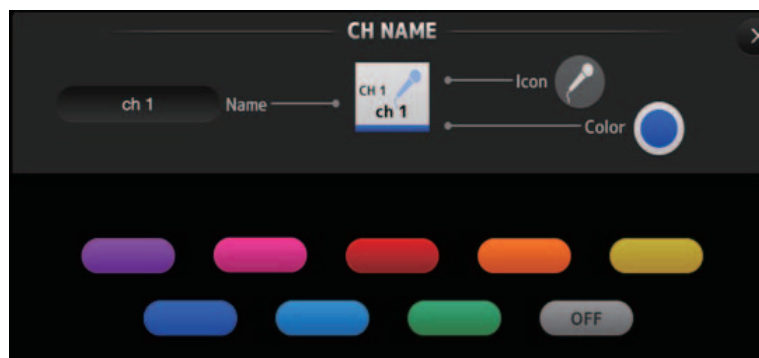 CH NAME
ch 1
Name
CH 1
ch 1
Icon
Color
OFF